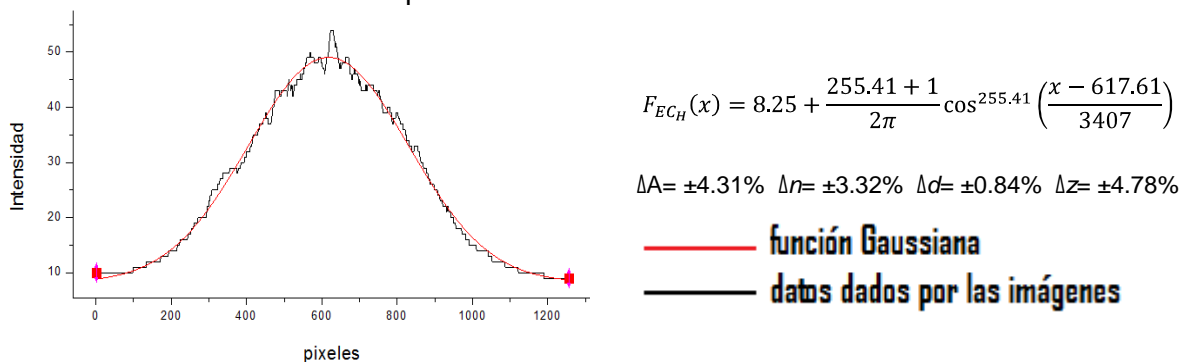 Intensidad
50
40
30
20
10
0
200
400
600
800
1000
1200
pixeles
F_{EC_H}(x) = 8.25 + \frac{255.41 + 1}{2π} cos^{255.41} (\frac{x − 617.61}{3407})
ΔA= ±4.31% Δn= ±3.32% Δd= ±0.84% Δz= ±4.78%
función Gaussiana
datos dados por las imágenes